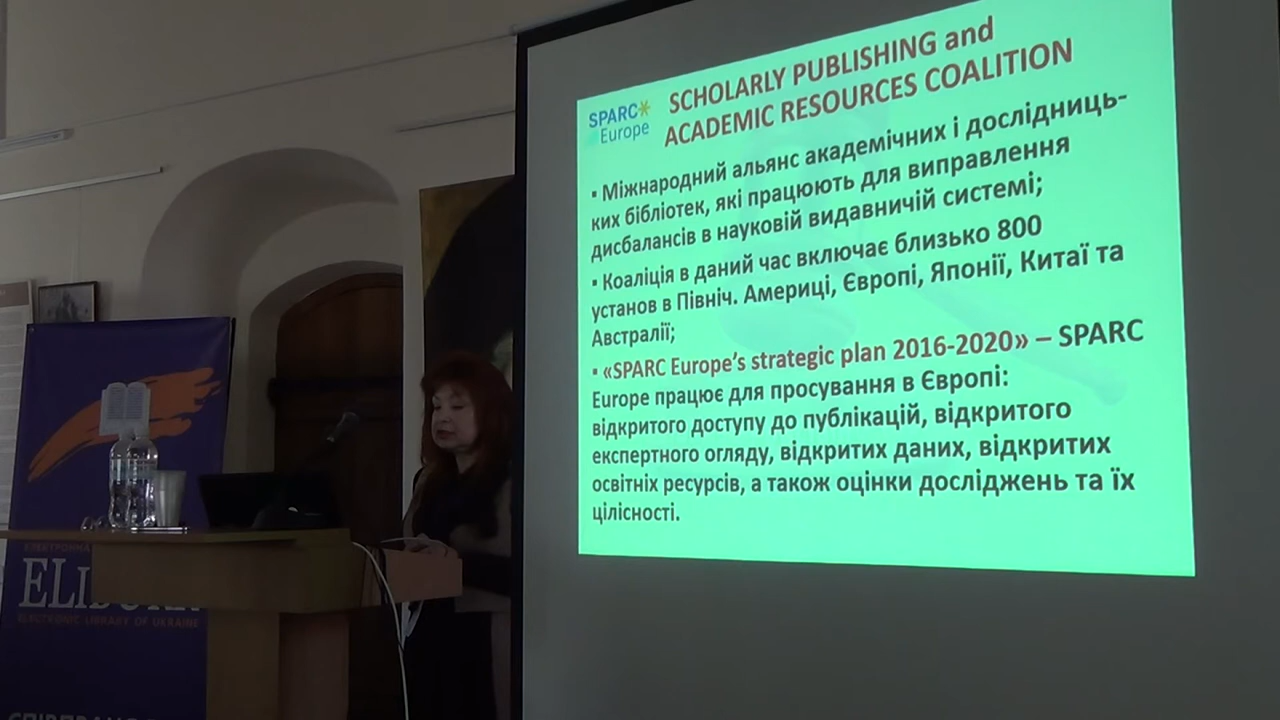 SPARC
Europe
SCHOLARLY PUBLISHING and
ACADEMIC RESOURCES COALITION
▪ Міжнародний альянс академічних і дослідниць-
ких бібліотек, які працюють для виправлення
дисбалансів в науковій видавничій системі;
▪ Коаліція в даний час включає близько 800
установ в Північ. Америці, Європі, Японії, Китаї та
Австралії;
▪ «SPARC Europe’s strategic plan 2016-2020» – SPARC
Europe працює для просування в Європі:
відкритого доступу до публікацій, відкритого
експертного огляду, відкритих даних, відкритих
освітніх ресурсів, а також оцінки досліджень та їх
цілісності.
ELECTRONIC LIBRARY OF UKRAINE